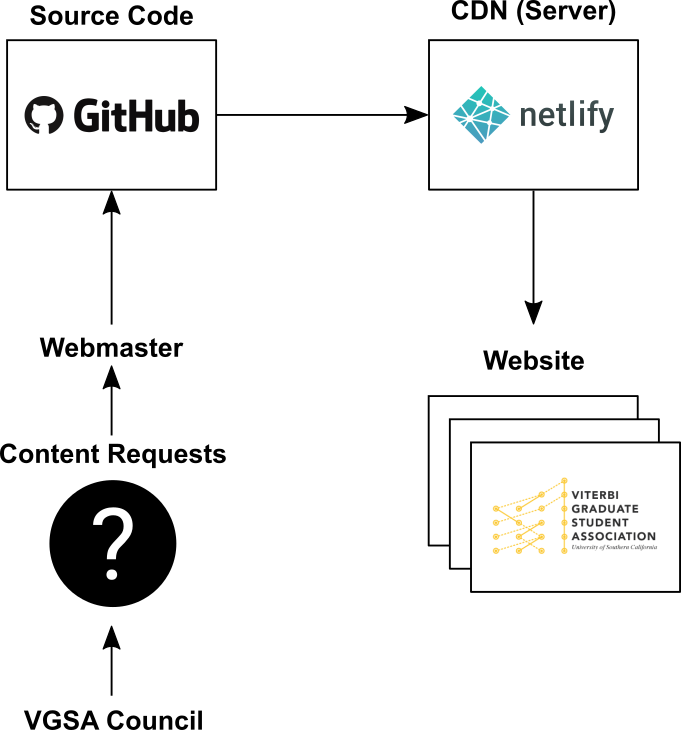 Source Code
CDN (Server)
GitHub
netlify
Webmaster
Website
Content Requests
?
VITERBI
GRADUATE
STUDENT
ASSOCIATION
University of Southern California
VGSA Council